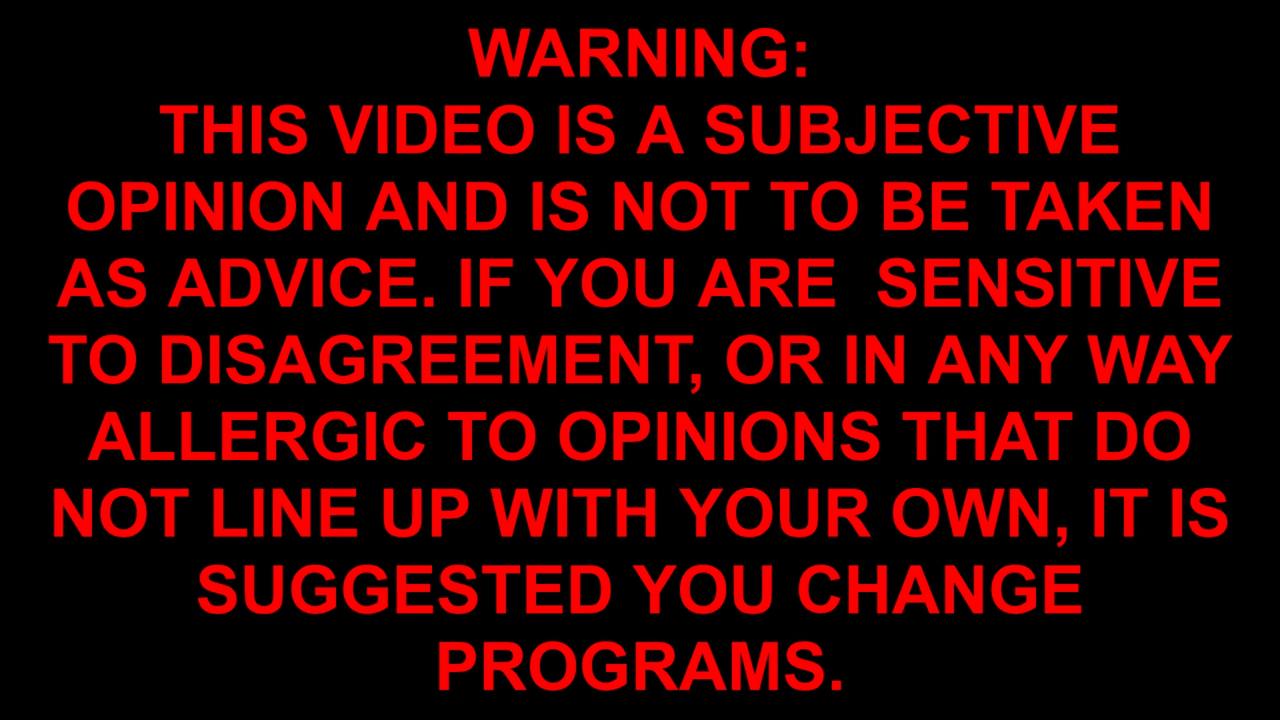 WARNING:
THIS VIDEO IS A SUBJECTIVE
OPINION AND IS NOT TO BE TAKEN
AS ADVICE. IF YOU ARE  SENSITIVE
TO DISAGREEMENT, OR IN ANY WAY
ALLERGIC TO OPINIONS THAT DO
NOT LINE UP WITH YOUR OWN, IT IS
SUGGESTED YOU CHANGE
PROGRAMS.